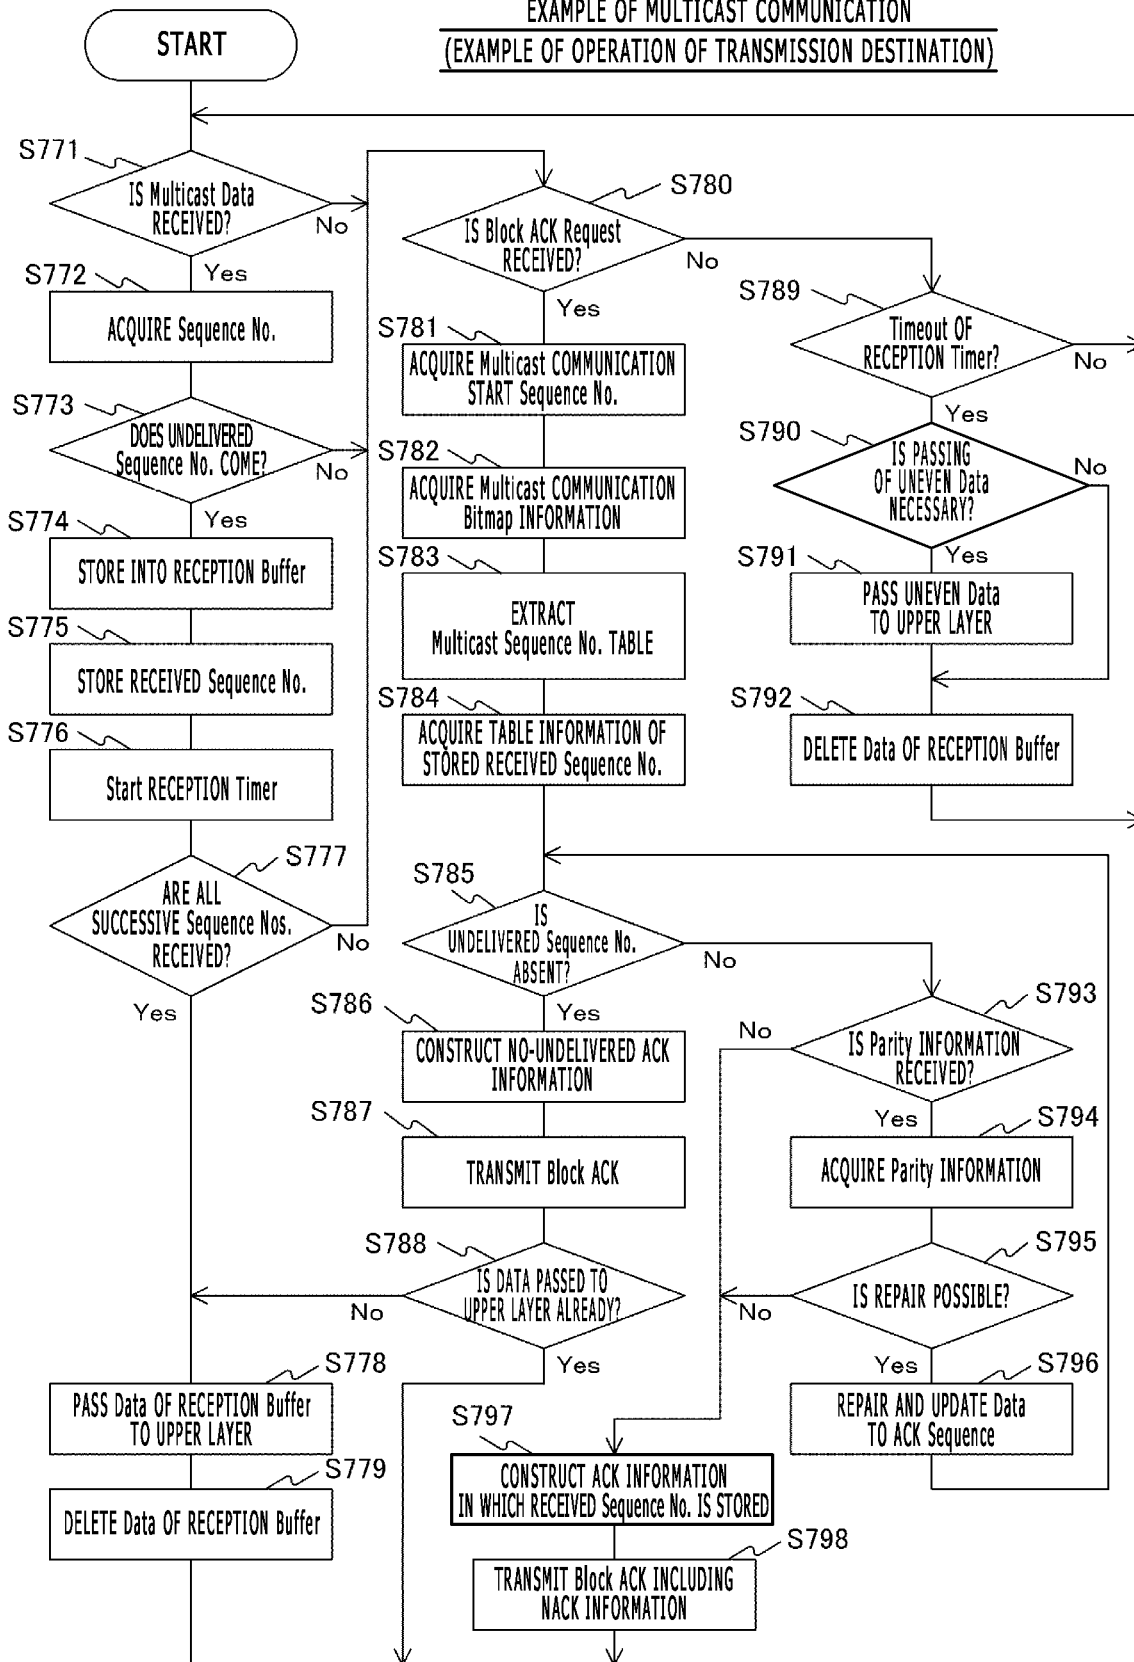 EXAMPLE OF MULTICAST COMMUNICATION
(EXAMPLE OF OPERATION OF TRANSMISSION DESTINATION)
START
S771
IS Multicast Data
RECEIVED?
No
Yes
S772
ACQUIRE Sequence No.
S773
DOES UNDELIVERED
Sequence No. COME?
No
Yes
S774
STORE INTO RECEPTION Buffer
S775
STORE RECEIVED Sequence No.
S776
Start RECEPTION Timer
S777
ARE ALL
SUCCESSIVE Sequence Nos.
RECEIVED?
No
Yes
S778
PASS Data OF RECEPTION Buffer
TO UPPER LAYER
S779
DELETE Data OF RECEPTION Buffer
S780
IS Block ACK Request
RECEIVED?
No
Yes
S781
ACQUIRE Multicast COMMUNICATION
START Sequence No.
S782
ACQUIRE Multicast COMMUNICATION
Bitmap INFORMATION
S783
EXTRACT
Multicast Sequence No. TABLE
S784
ACQUIRE TABLE INFORMATION OF
STORED RECEIVED Sequence No.
S785
IS
UNDELIVERED Sequence No.
ABSENT?
No
Yes
S786
CONSTRUCT NO-UNDELIVERED ACK
INFORMATION
S787
TRANSMIT Block ACK
S788
IS DATA PASSED TO
UPPER LAYER ALREADY?
No
Yes
S789
Timeout OF
RECEPTION Timer?
No
Yes
S790
IS PASSING
OF UNEVEN Data
NECESSARY?
No
Yes
S791
PASS UNEVEN Data
TO UPPER LAYER
S792
DELETE Data OF RECEPTION Buffer
S793
IS Parity INFORMATION
RECEIVED?
No
Yes
S794
ACQUIRE Parity INFORMATION
S795
IS REPAIR POSSIBLE?
No
Yes
S796
REPAIR AND UPDATE Data
TO ACK Sequence
S797
CONSTRUCT ACK INFORMATION
IN WHICH RECEIVED Sequence No. IS STORED
S798
TRANSMIT Block ACK INCLUDING
NACK INFORMATION